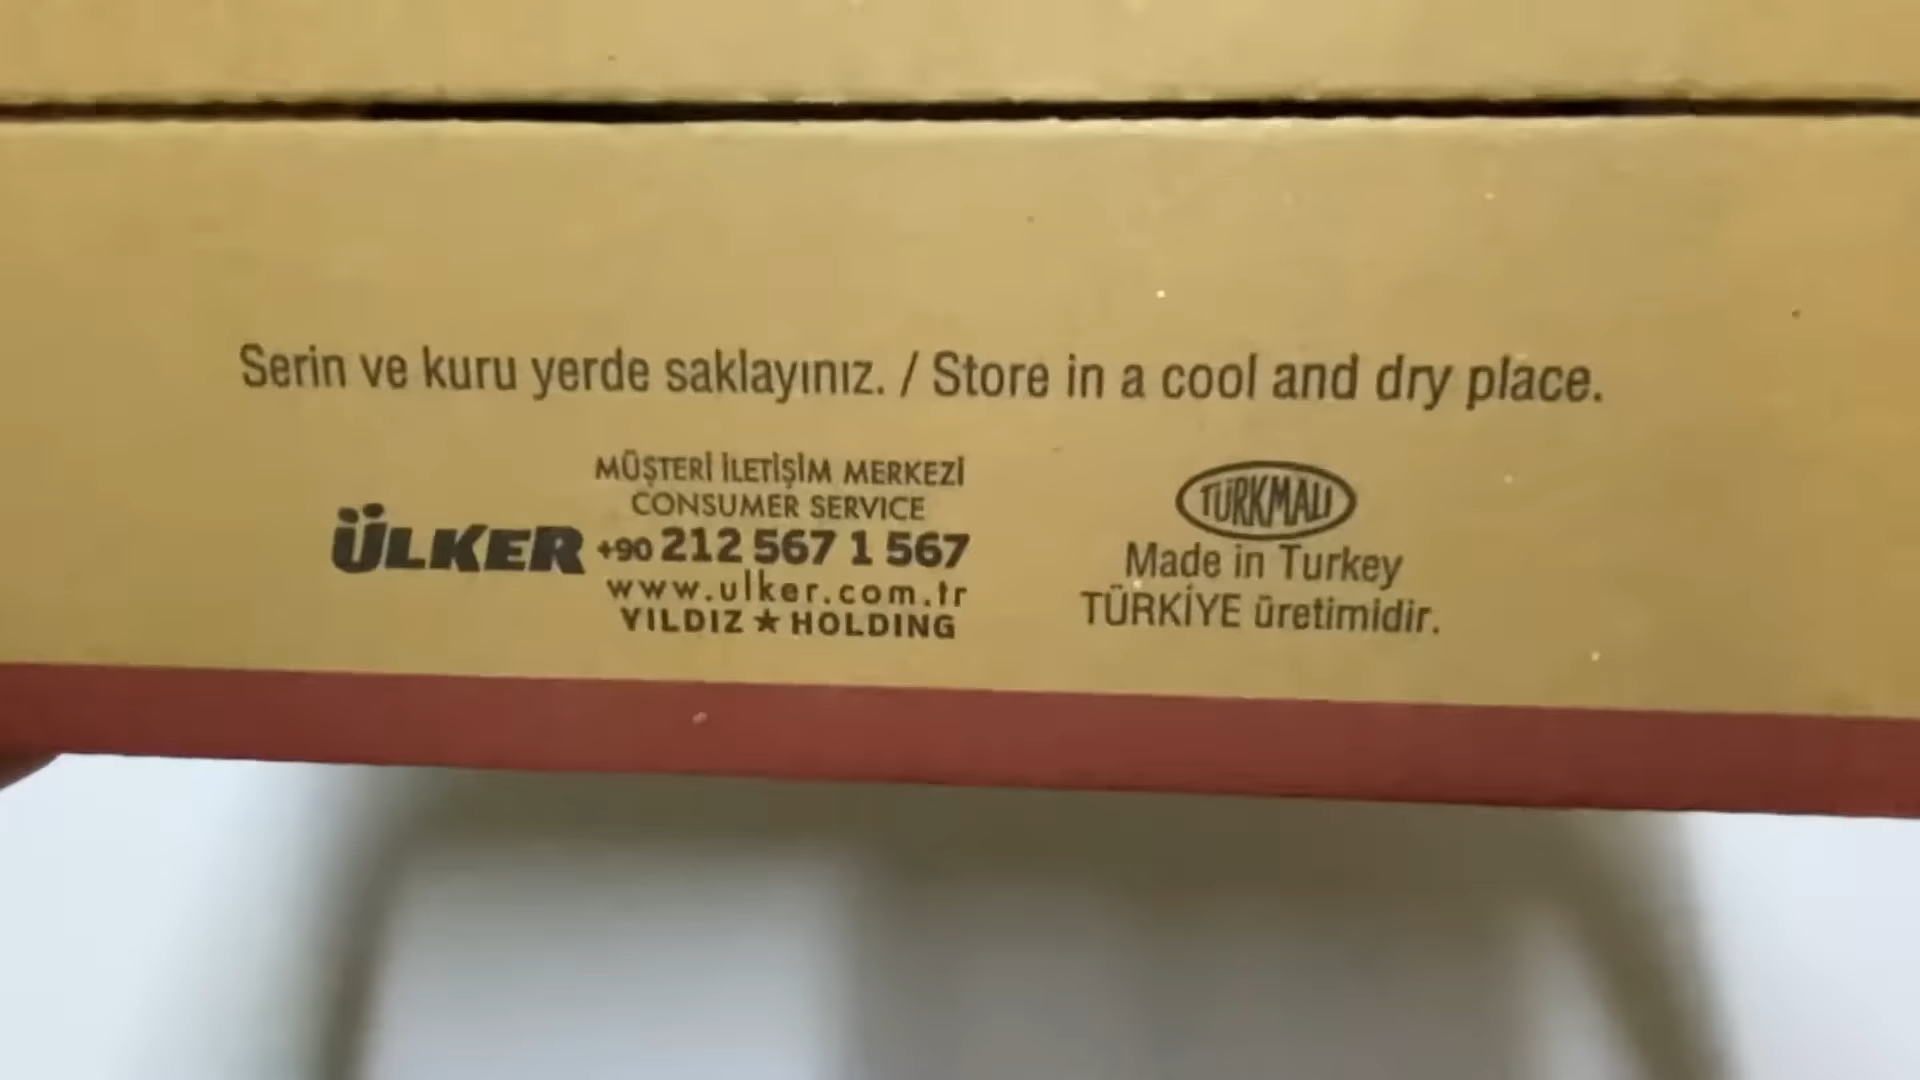 Serin ve kuru yerde saklayınız. / Store in a cool and dry place.
MÜŞTERİ İLETİŞİM MERKEZİ
CONSUMER SERVICE
ÜLKER +90 212 567 1 567
www.ulker.com.tr
YILDIZ ★ HOLDING
TÜRKMALI
Made in Turkey
TÜRKİYE üretimidir.